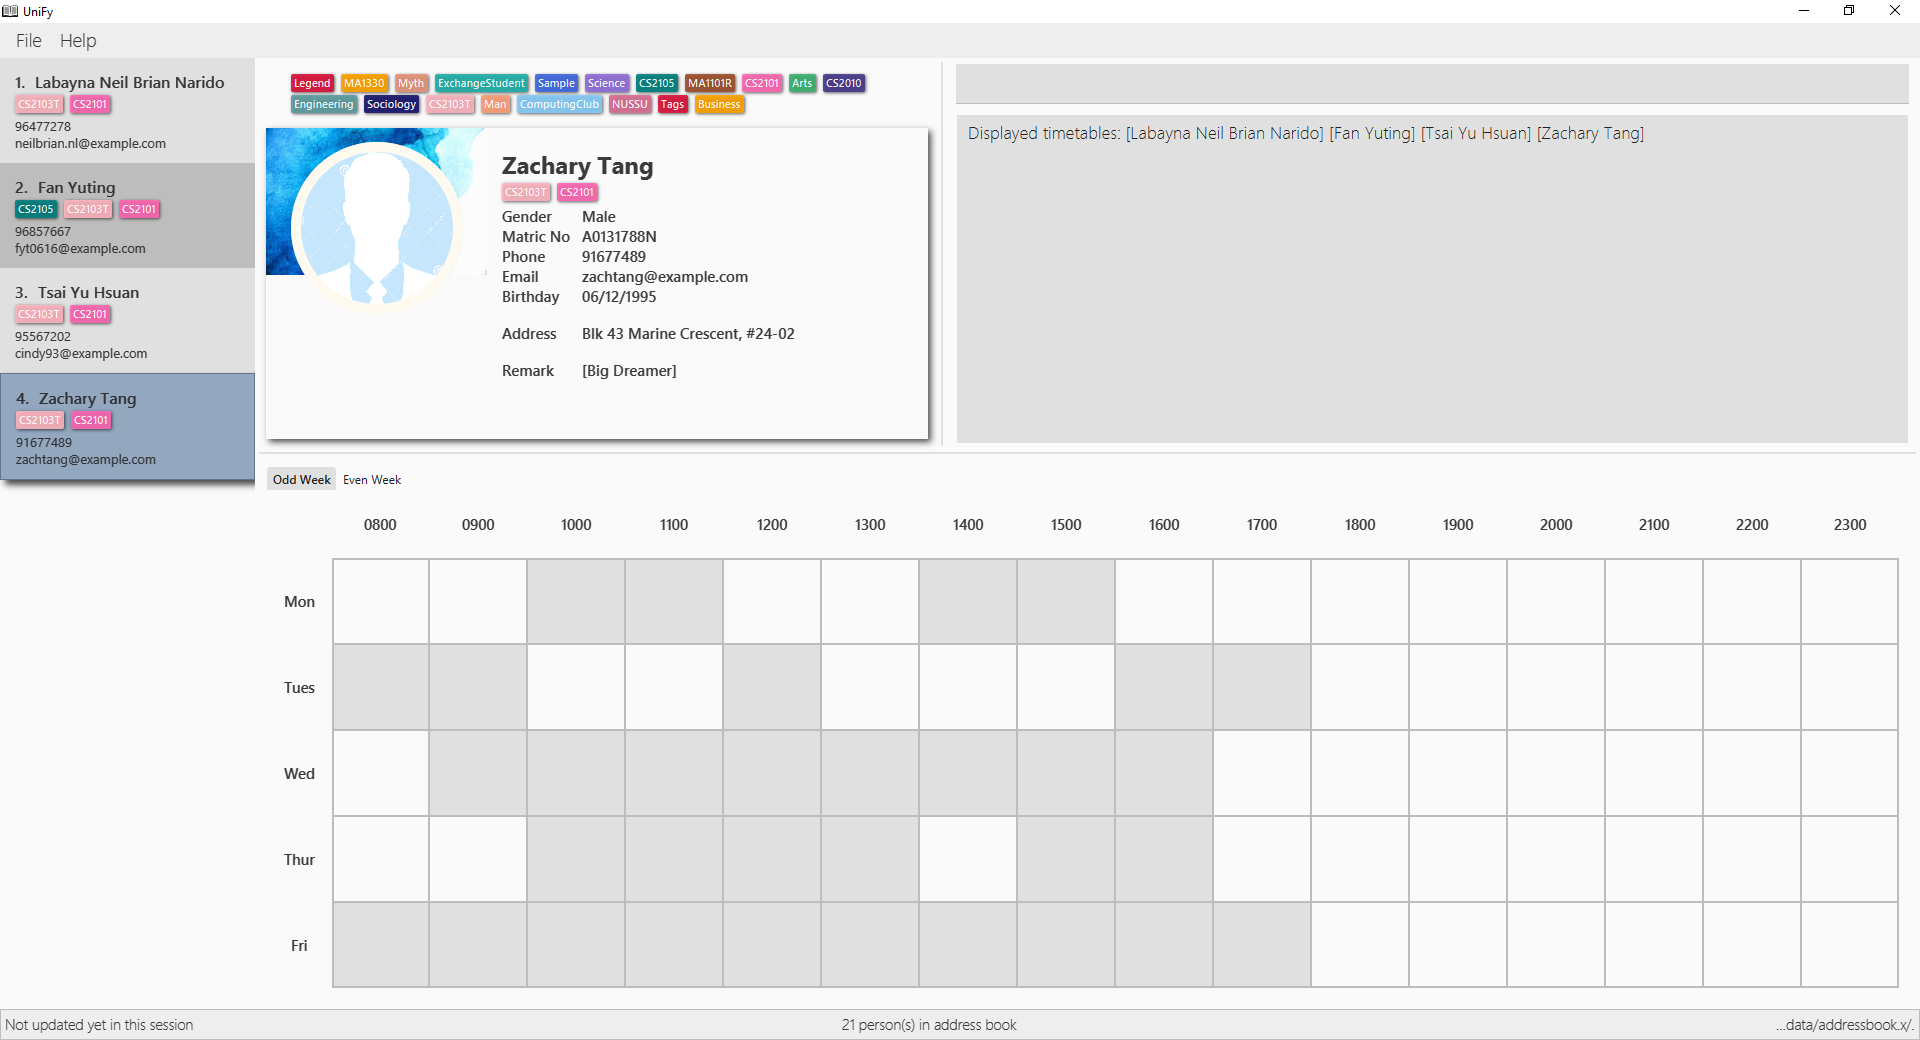 UniFy
File Help
1. Labayna Neil Brian Narido
CS2103T CS2101
96477278
neilbrian.nl@example.com
2. Fan Yuting
CS2105 CS2103T CS2101
96857667
fyt0616@example.com
3. Tsai Yu Hsuan
CS2103T CS2101
95567202
cindy93@example.com
4. Zachary Tang
CS2103T CS2101
91677489
zachtang@example.com
Legend MA1330 Myth ExchangeStudent Sample Science CS2105 MA1101R CS2101 Arts CS2010
Engineering Sociology CS2103T Man ComputingClub NUSSU Tags Business
Zachary Tang
CS2103T CS2101
Gender Male
Matric No A0131788N
Phone 91677489
Email zachtang@example.com
Birthday 06/12/1995
Address Blk 43 Marine Crescent, #24-02
Remark [Big Dreamer]
Displayed timetables: [Labayna Neil Brian Narido] [Fan Yuting] [Tsai Yu Hsuan] [Zachary Tang]
Odd Week Even Week
0800 0900 1000 1100 1200 1300 1400 1500 1600 1700 1800 1900 2000 2100 2200 2300
Mon
Tues
Wed
Thur
Fri
Not updated yet in this session 21 person(s) in address book ...data/addressbook.x/.